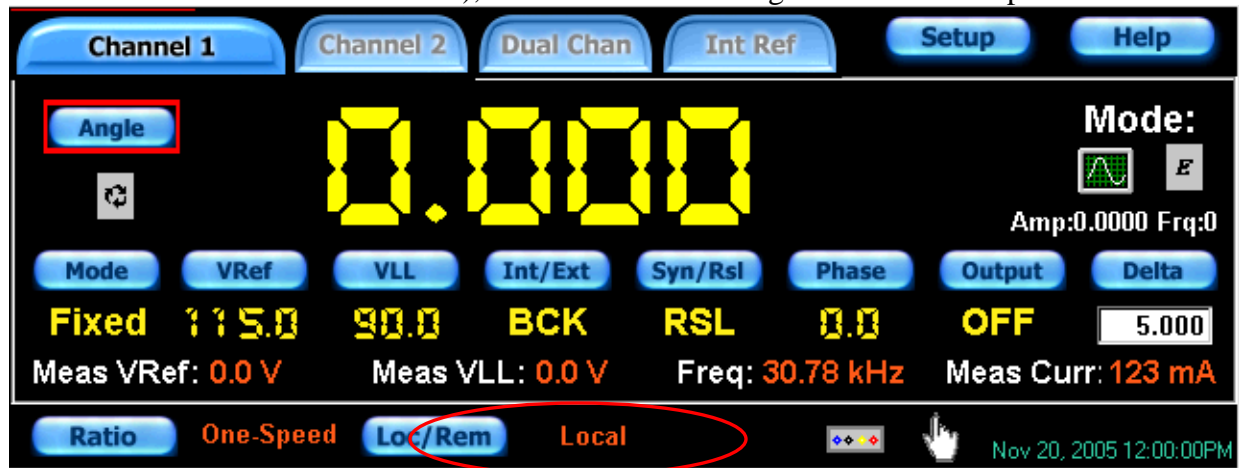 Channel 1 Channel 2 Dual Chan Int Ref Setup Help
Angle 0.000 Mode:
E
Amp:0.0000 Frq:0
Mode VRef VLL Int/Ext Syn/Rsl Phase Output Delta
Fixed 115.0 90.0 BCK RSL 0.0 OFF 5.000
Meas VRef: 0.0 V Meas VLL: 0.0 V Freq: 30.78 kHz Meas Curr: 123 mA
Ratio One-Speed Loc/Rem Local Nov 20, 2005 12:00:00PM